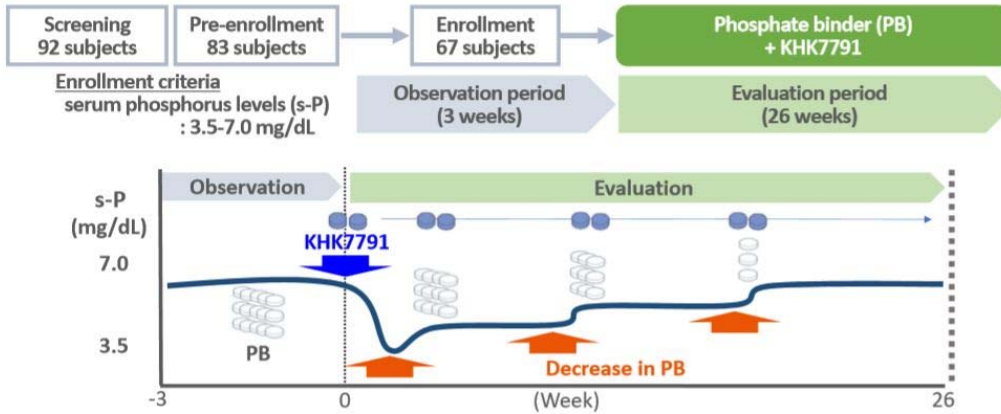 Screening
92 subjects
Pre-enrollment
83 subjects
Enrollment
67 subjects
Phosphate binder (PB)
+ KHK7791
Enrollment criteria
serum phosphorus levels (s-P)
: 3.5-7.0 mg/dL
Observation period
(3 weeks)
Evaluation period
(26 weeks)
Observation
Evaluation
s-P
(mg/dL)
KHK7791
7.0
3.5
PB
Decrease in PB
-3
0
(Week)
26